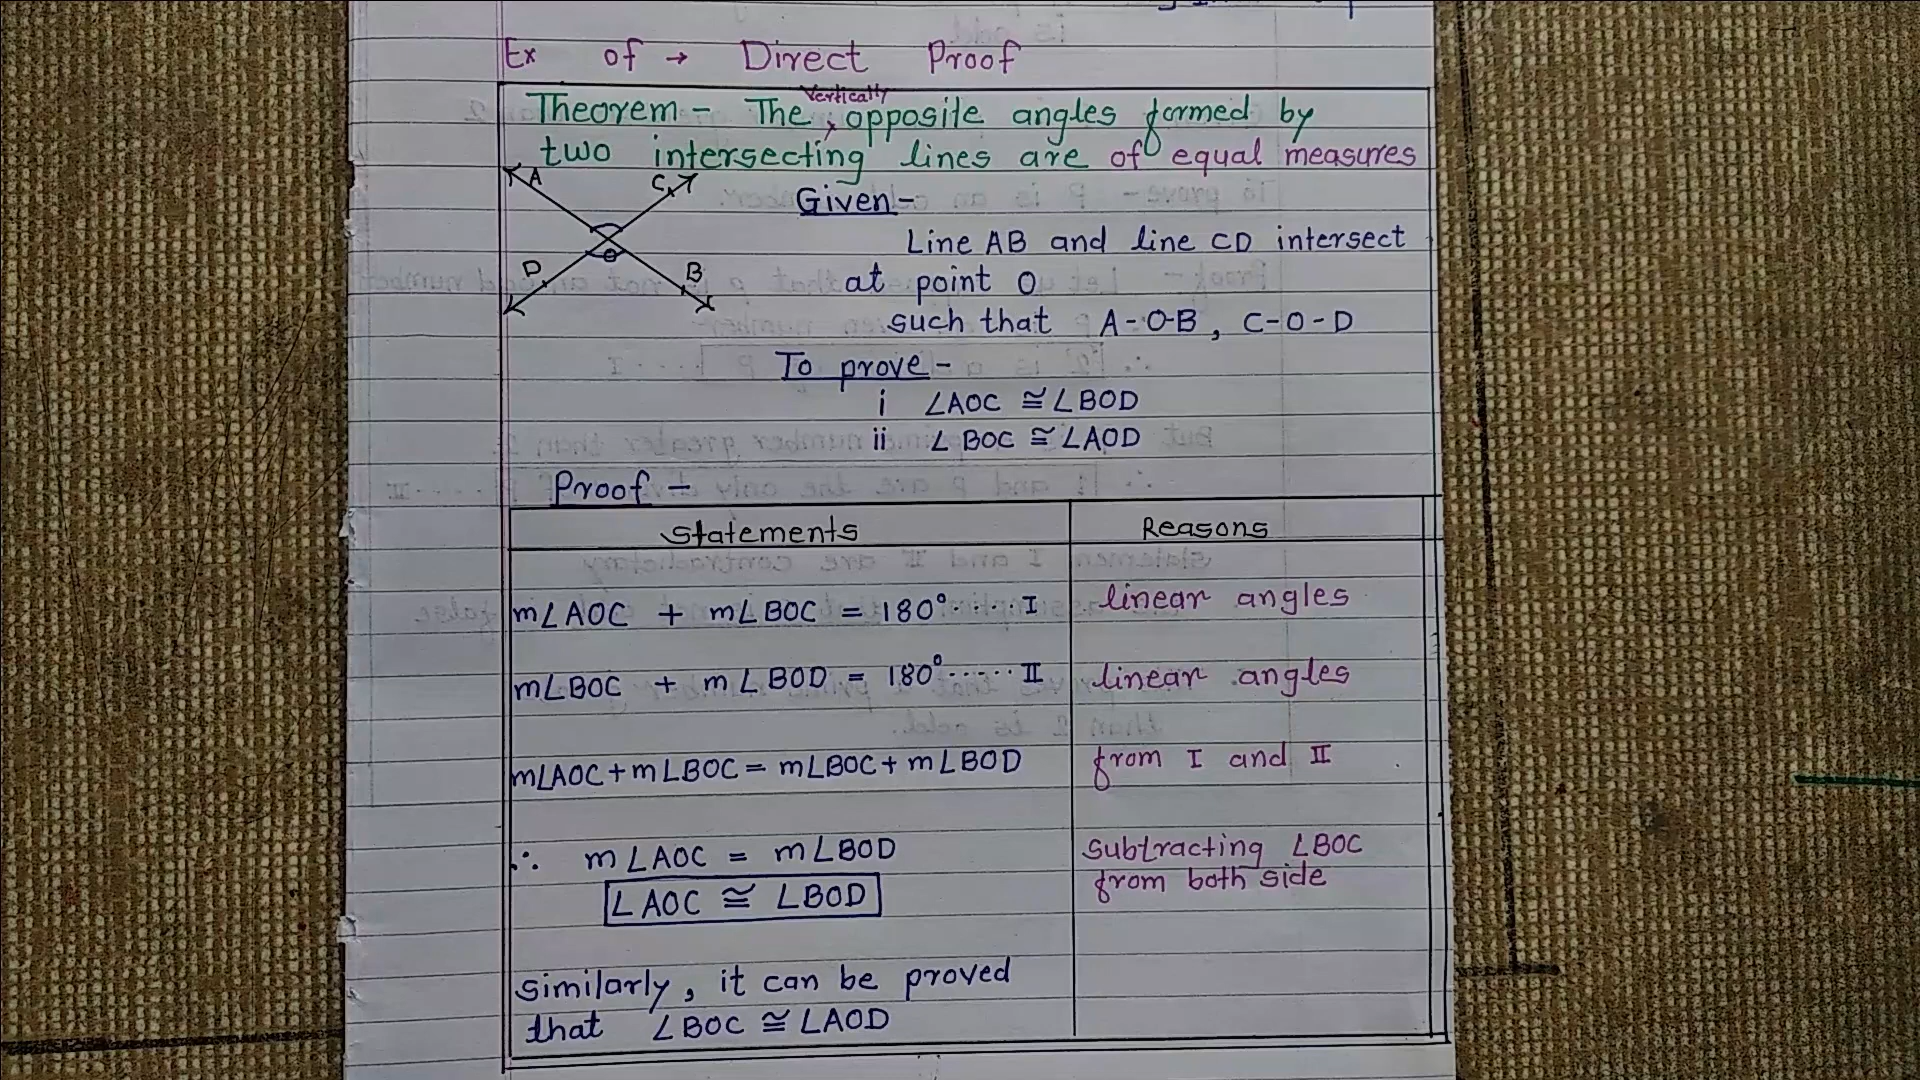 Ex of → Direct Proof
Theorem - The vertically opposite angles formed by
two intersecting lines are of equal measures
A C
Given -
Line AB and line CD intersect
O
D B
at point O
such that A-O-B, C-O-D
To prove -
i ∠AOC ≅ ∠BOD
ii ∠BOC ≅ ∠AOD
Proof -
Statements Reasons
m∠AOC + m∠BOC = 180°.....I linear angles
m∠BOC + m∠BOD = 180°.....II linear angles
m∠AOC + m∠BOC = m∠BOC + m∠BOD from I and II
∴ m∠AOC = m∠BOD Subtracting ∠BOC
∠AOC ≅ ∠BOD from both side
similarly, it can be proved
that ∠BOC ≅ ∠AOD